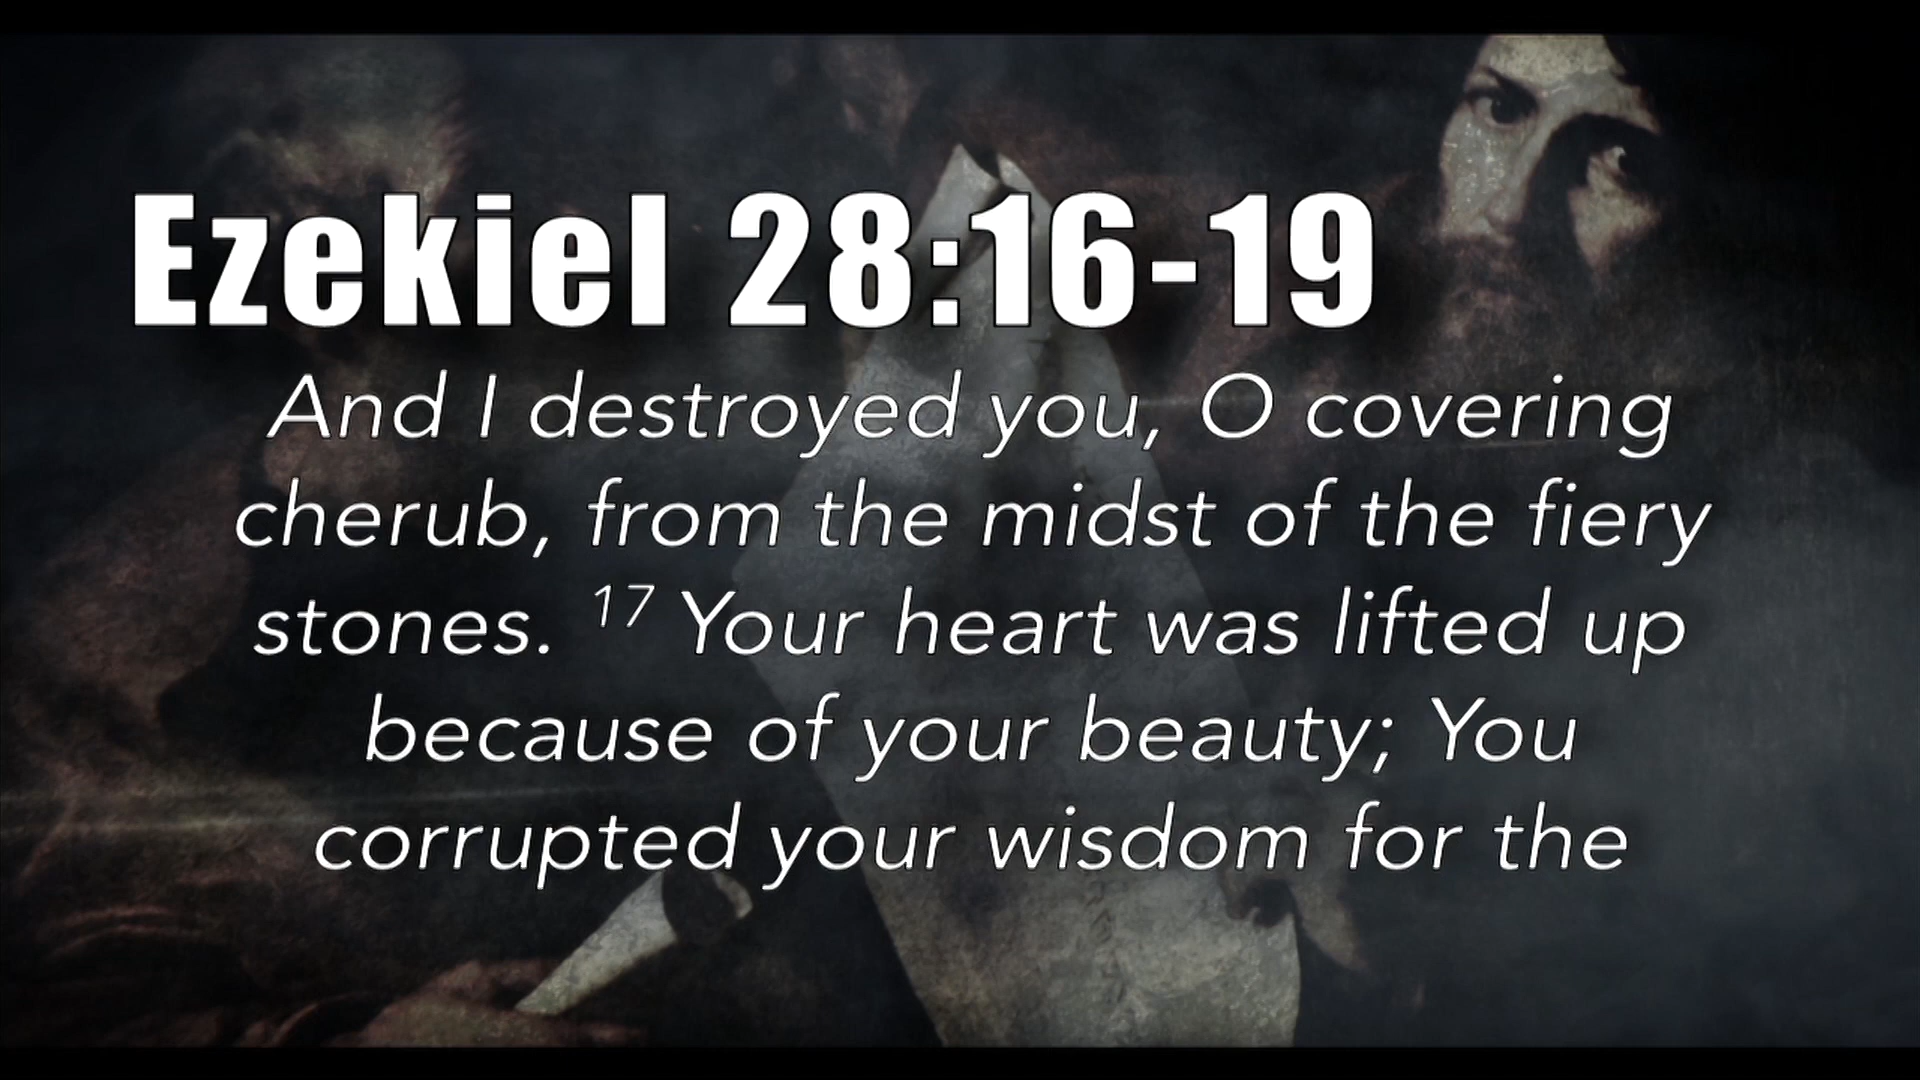 Ezekiel 28:16-19
And I destroyed you, O covering
cherub, from the midst of the fiery
stones. 17 Your heart was lifted up
because of your beauty; You
corrupted your wisdom for the